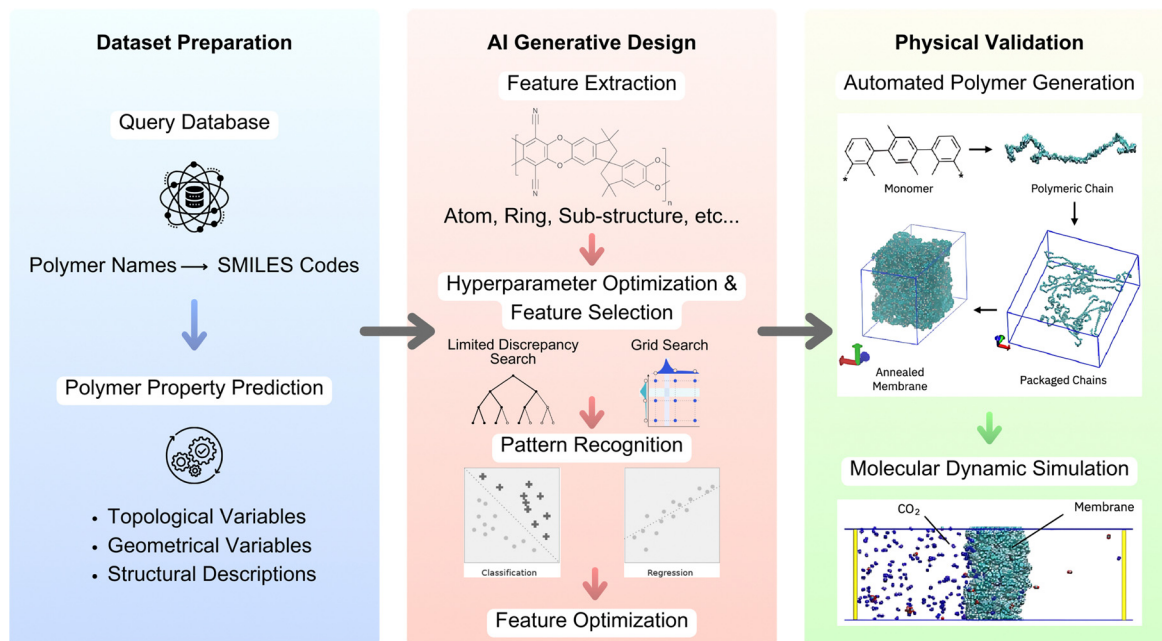 Dataset Preparation
Query Database
Polymer Names → SMILES Codes
Polymer Property Prediction
• Topological Variables
• Geometrical Variables
• Structural Descriptions
AI Generative Design
Feature Extraction
N
O
O
O
O
N
n
Atom, Ring, Sub-structure, etc...
Hyperparameter Optimization &
Feature Selection
Limited Discrepancy
Search
Grid Search
Pattern Recognition
Classification
Regression
Feature Optimization
Physical Validation
Automated Polymer Generation
*
*
Monomer
Polymeric Chain
Annealed
Membrane
Packaged Chains
Molecular Dynamic Simulation
CO₂
Membrane